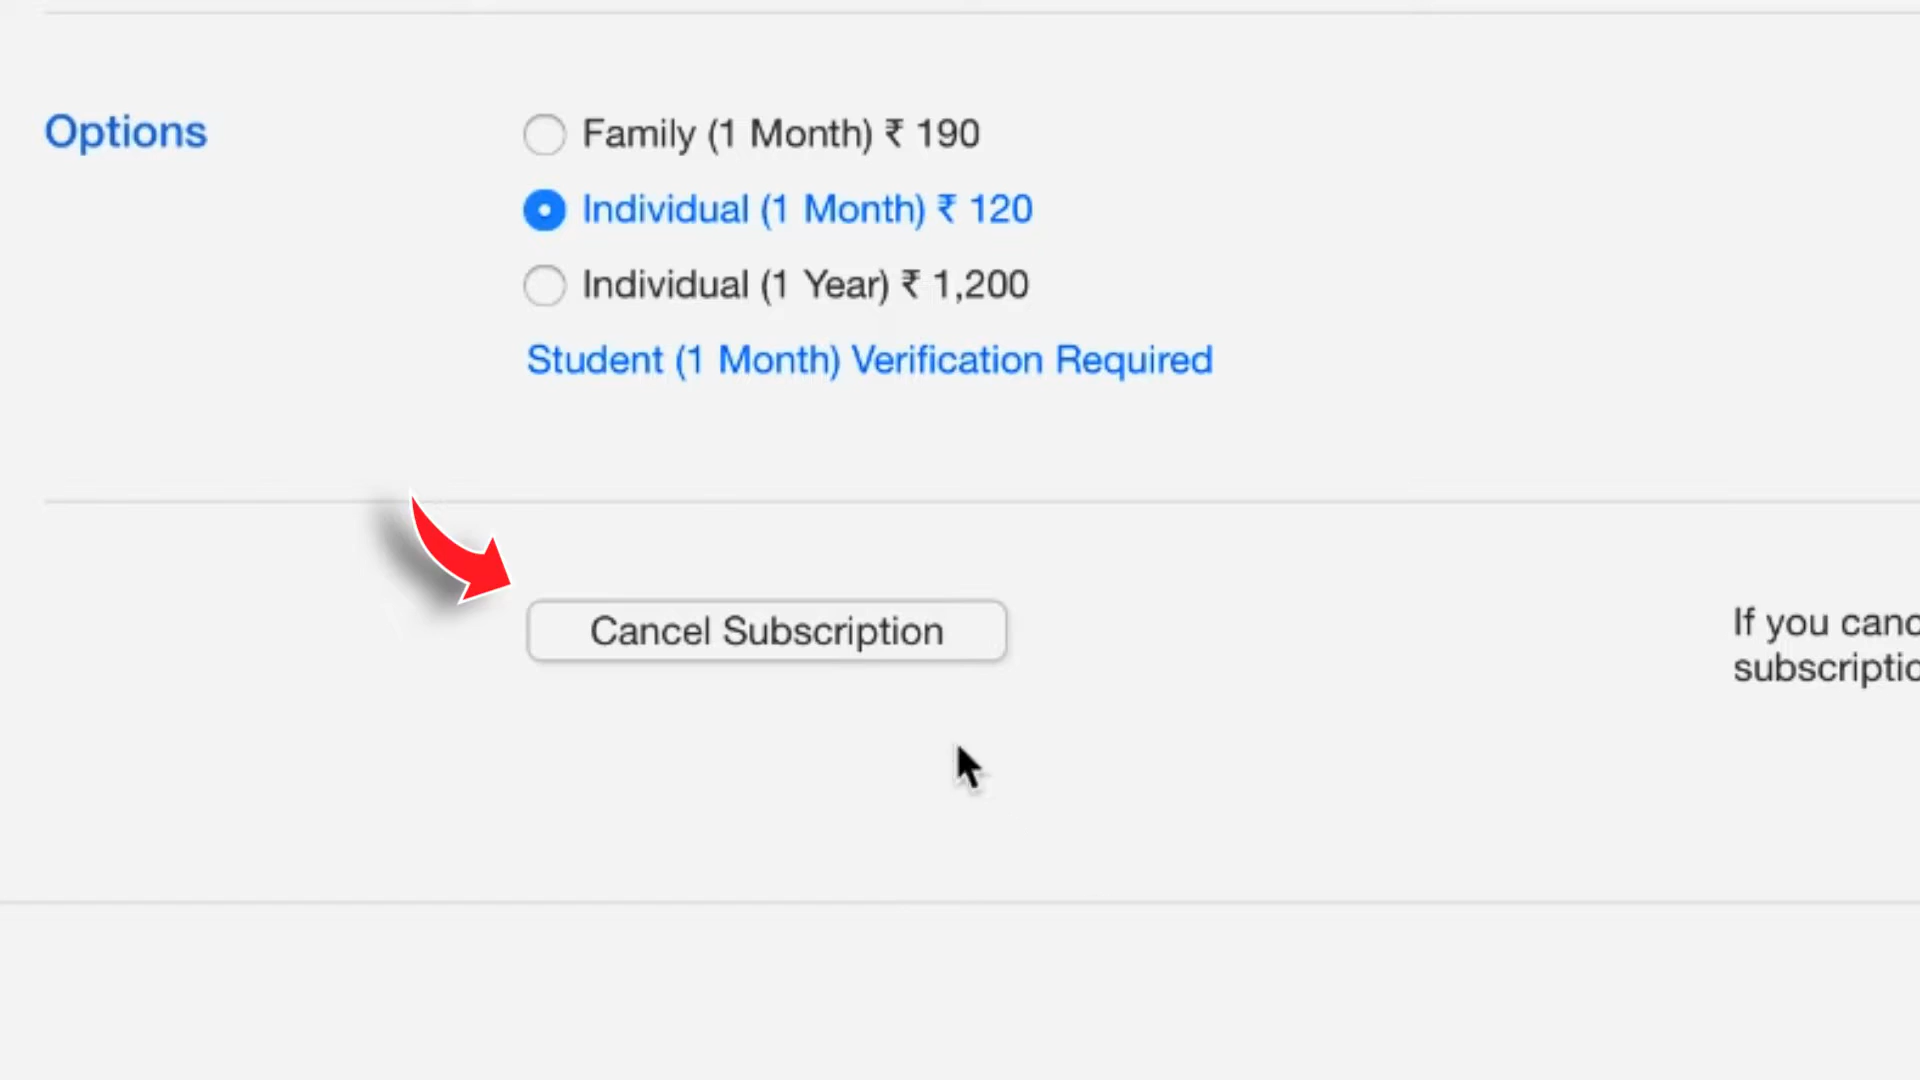 Options
Family (1 Month) ₹ 190
Individual (1 Month) ₹ 120
Individual (1 Year) ₹ 1,200
Student (1 Month) Verification Required
Cancel Subscription
If you canc
subscriptio